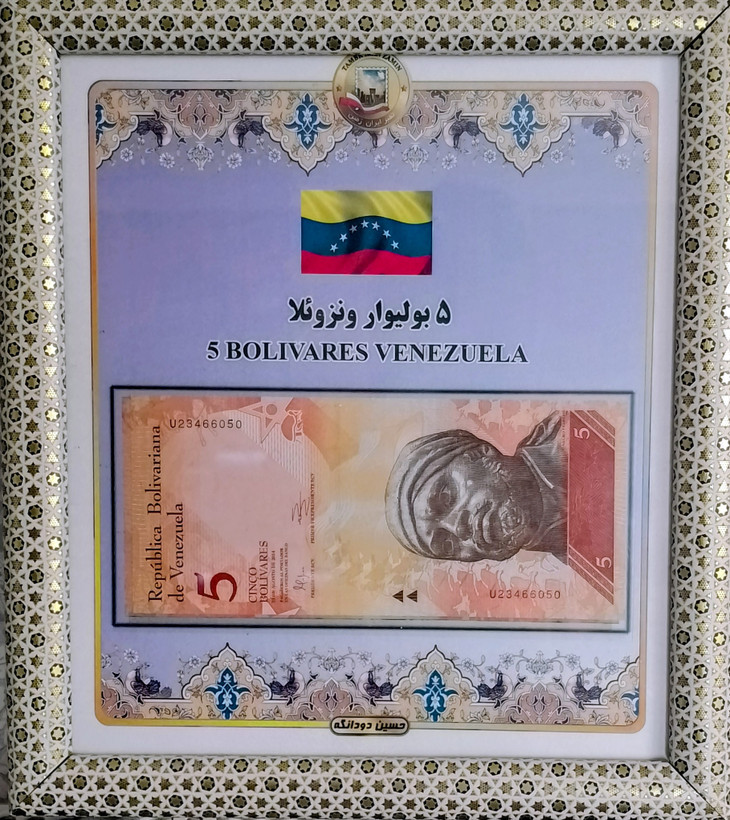 ۵ بولیوار ونزوئلا
5 BOLIVARES VENEZUELA
República Bolivariana
de Venezuela
U23466050
5
CINCO
BOLÍVARES
5
5
U23466050
حسین دودانگه